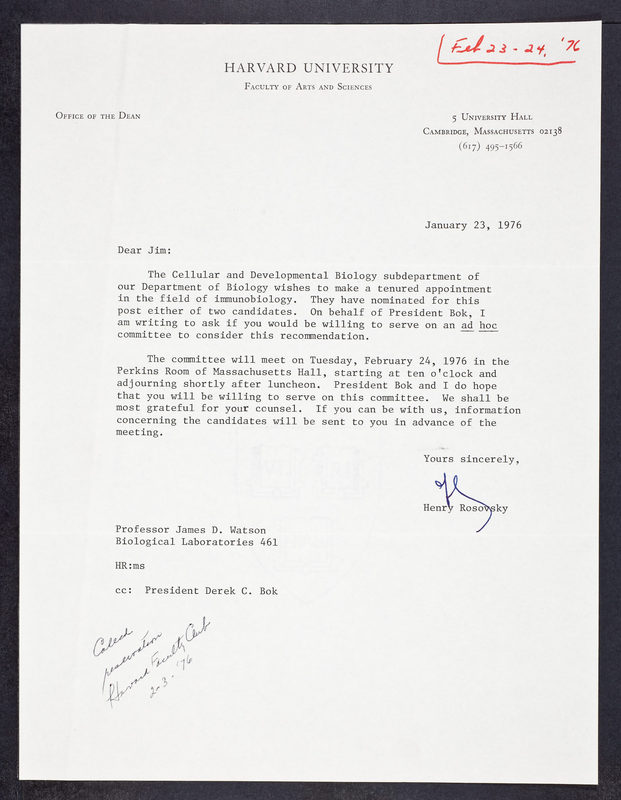 Feb 23 - 24, '76
HARVARD UNIVERSITY
FACULTY OF ARTS AND SCIENCES
OFFICE OF THE DEAN
5 UNIVERSITY HALL
CAMBRIDGE, MASSACHUSETTS 02138
(617) 495-1566
January 23, 1976
Dear Jim:
The Cellular and Developmental Biology subdepartment of
our Department of Biology wishes to make a tenured appointment
in the field of immunobiology. They have nominated for this
post either of two candidates. On behalf of President Bok, I
am writing to ask if you would be willing to serve on an ad hoc
committee to consider this recommendation.
The committee will meet on Tuesday, February 24, 1976 in the
Perkins Room of Massachusetts Hall, starting at ten o'clock and
adjourning shortly after luncheon. President Bok and I do hope
that you will be willing to serve on this committee. We shall be
most grateful for your counsel. If you can be with us, information
concerning the candidates will be sent to you in advance of the
meeting.
Yours sincerely,
Henry Rosovsky
Professor James D. Watson
Biological Laboratories 461
HR:ms
cc: President Derek C. Bok
Called
reservation
Harvard Faculty Club
2-3-'76